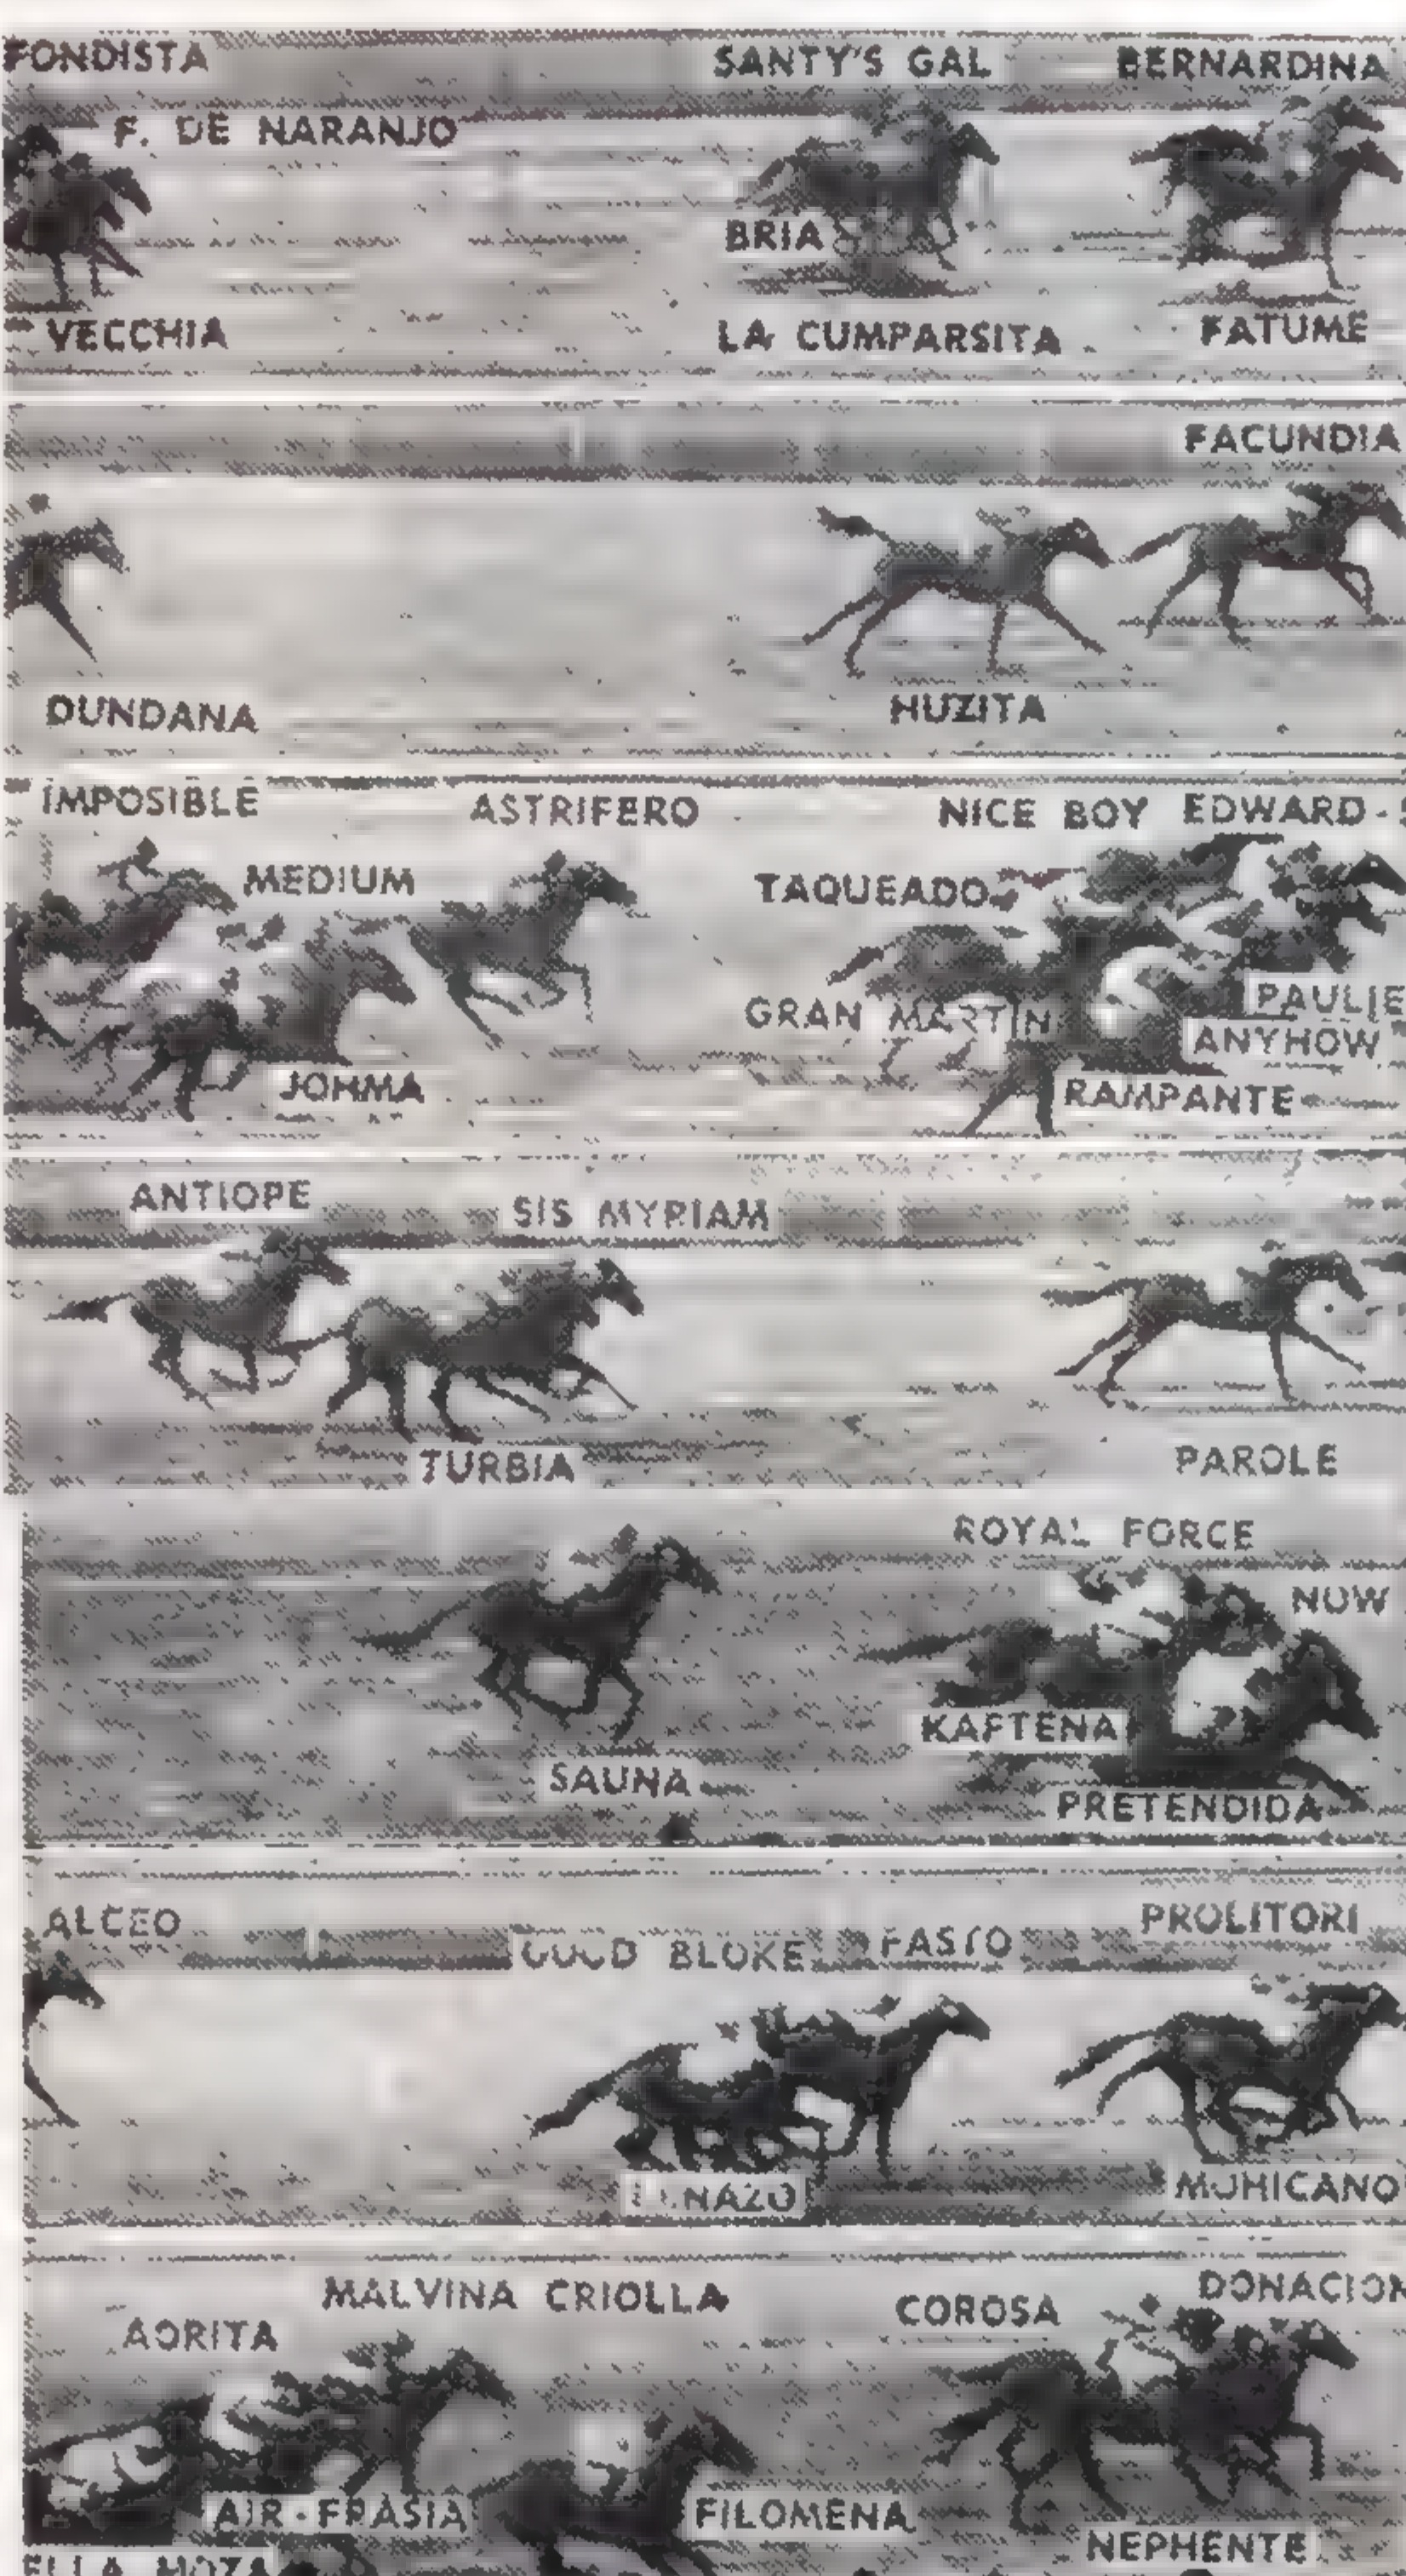 FONDISTA
SANTY'S GAL
BERNARDINA
F. DE NARANJO
BRIA
VECCHIA
LA CUMPARSITA
FATUME
FACUNDIA
DUNDANA
HUZITA
IMPOSIBLE
ASTRIFERO
NICE BOY
EDWARD-
MEDIUM
TAQUEADO
GRAN MARTIN
PAULIE
ANYHOW
JOHMA
RAMPANTE
ANTIOPE
SIS MYRIAM
TURBIA
PAROLE
ROYAL FORCE
NOW
KAFTENA
SAUNA
PRETENDIDA
ALCEO
PROLITORI
GOOD BLOKE
FASTO
MOHICANO
MALVINA CRIOLLA
DONACION
COROSA
AORITA
AIR-FRASIA
FILOMENA
NEPHENTE